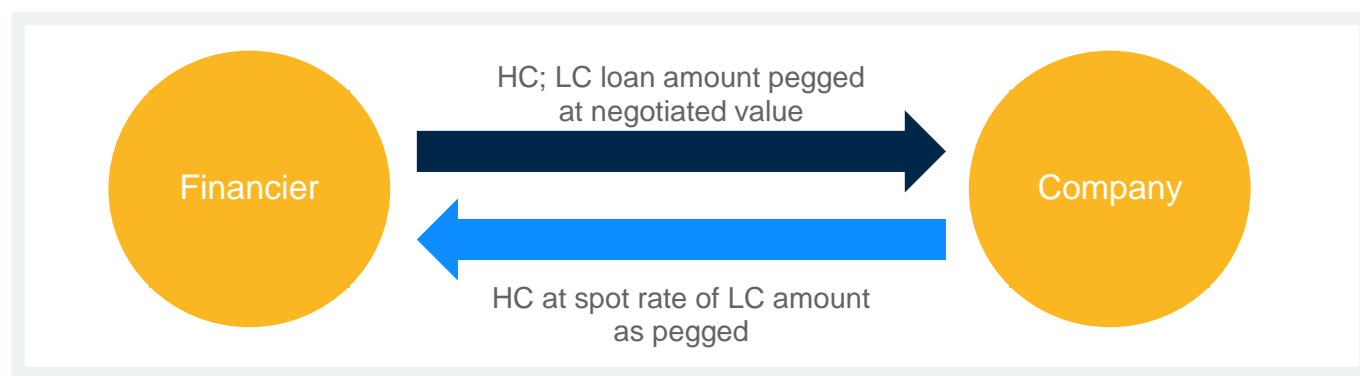 HC; LC loan amount pegged
at negotiated value
Financier
Company
HC at spot rate of LC amount
as pegged